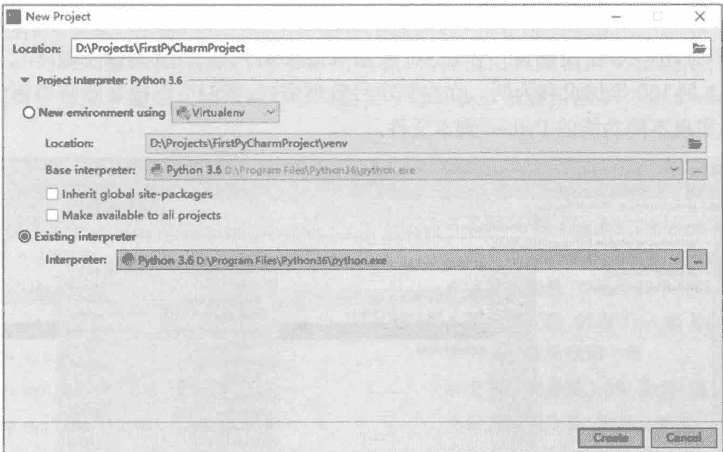 New Project
Location: D:\Projects\FirstPyCharmProject
Project Interpreter: Python 3.6
New environment using Virtualenv
Location: D:\Projects\FirstPyCharmProject\venv
Base interpreter: Python 3.6 D:\Program Files\Python36\python.exe
Inherit global site-packages
Make available to all projects
Existing interpreter
Interpreter: Python 3.6 D:\Program Files\Python36\python.exe
Create Cancel